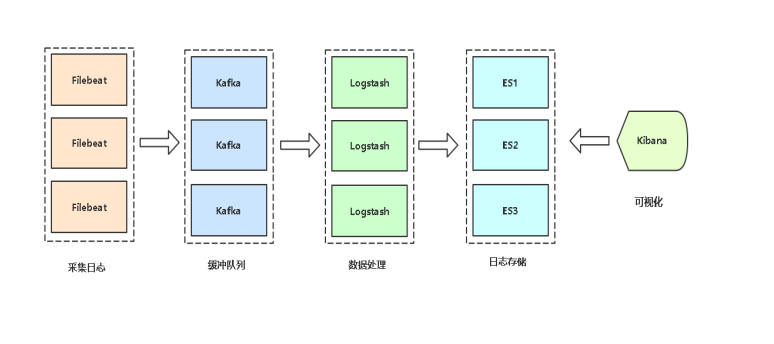 Filebeat
Filebeat
Filebeat
采集日志
Kafka
Kafka
Kafka
缓冲队列
Logstash
Logstash
Logstash
数据处理
ES1
ES2
ES3
日志存储
Kibana
可视化